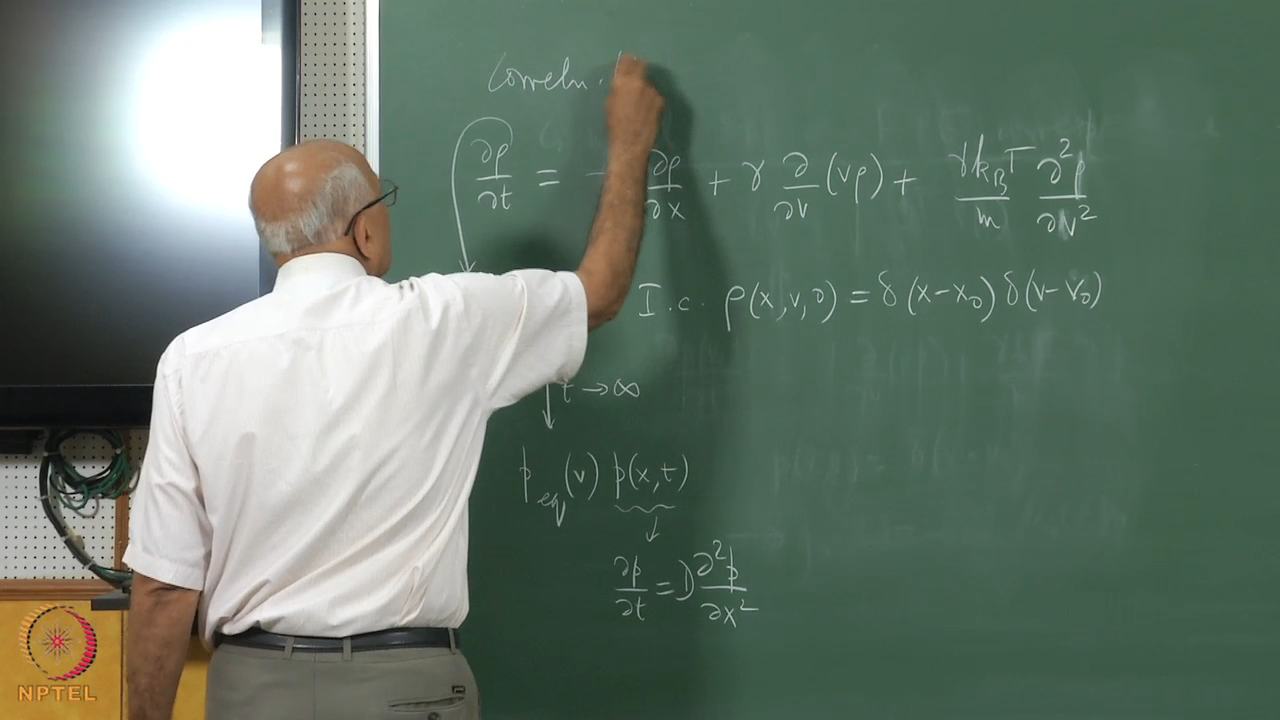 Correln.
∂ρ/∂t = - ∂ρ/∂x + γ ∂/∂v (vρ) + γk_BT/m ∂²ρ/∂v²
I.c. ρ(x,v,0) = δ(x-x₀) δ(v-v₀)
t → ∞
p_eq(v) p(x,t)
∂p/∂t = D ∂²p/∂x²
NPTEL